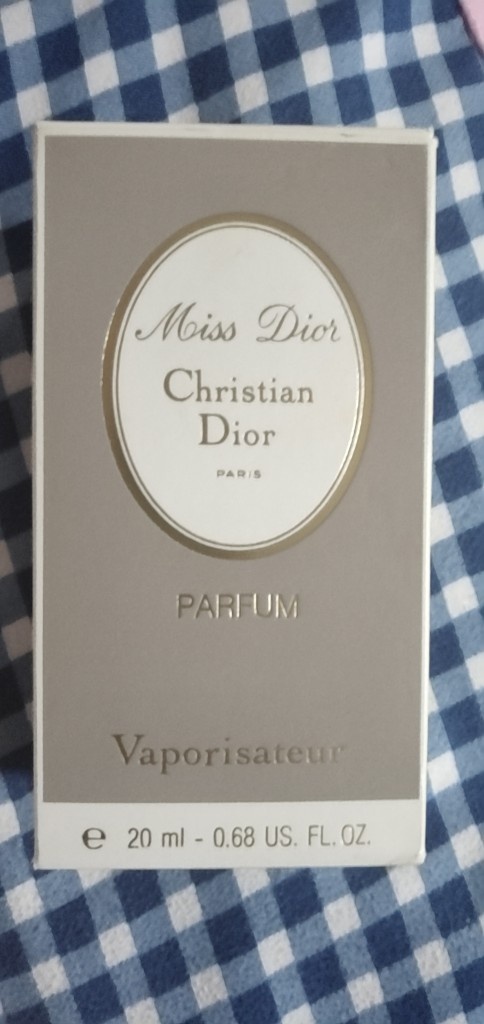 Miss Dior
Christian
Dior
PARIS
PARFUM
Vaporisateur
℮ 20 ml - 0.68 US. FL. OZ.